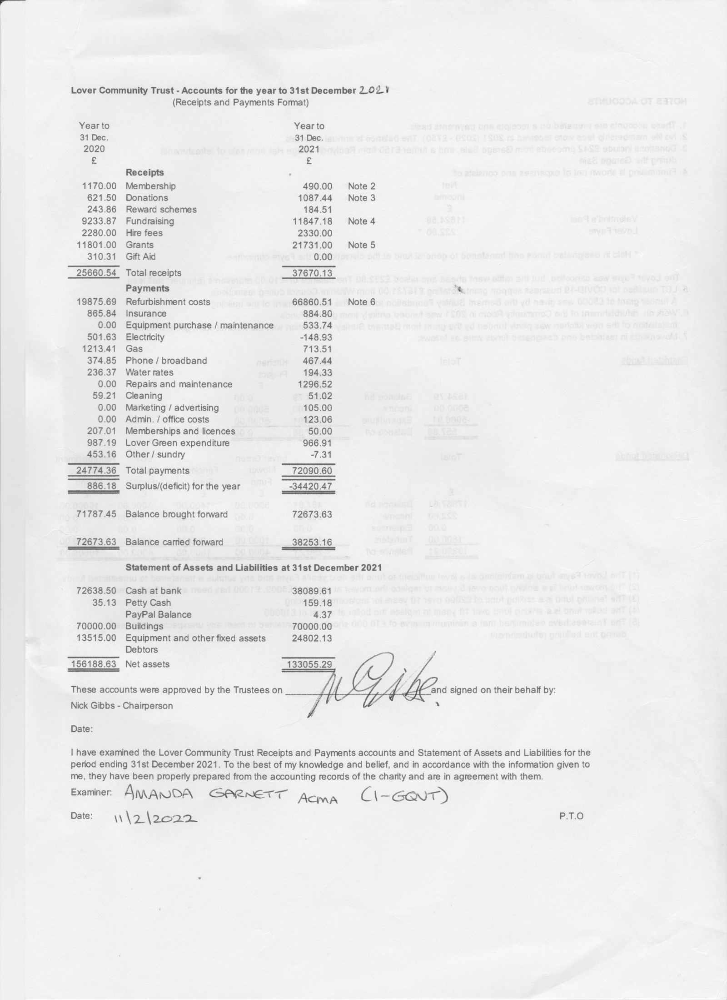 Lover Community Trust - Accounts for the year to 31st December 2021
(Receipts and Payments Format)
Year to Year to
31 Dec. 31 Dec.
2020 2021
£ £
Receipts
1170.00 Membership 490.00 Note 2
621.50 Donations 1087.44 Note 3
243.86 Reward schemes 184.51
9233.87 Fundraising 11847.18 Note 4
2280.00 Hire fees 2330.00
11801.00 Grants 21731.00 Note 5
310.31 Gift Aid 0.00
25660.54 Total receipts 37670.13
Payments
19875.69 Refurbishment costs 66860.51 Note 6
865.84 Insurance 884.80
0.00 Equipment purchase / maintenance 533.74
501.63 Electricity -148.93
1213.41 Gas 713.51
374.85 Phone / broadband 467.44
236.37 Water rates 194.33
0.00 Repairs and maintenance 1296.52
59.21 Cleaning 51.02
0.00 Marketing / advertising 105.00
0.00 Admin. / office costs 123.06
207.01 Memberships and licences 50.00
987.19 Lover Green expenditure 966.91
453.16 Other / sundry -7.31
24774.36 Total payments 72090.60
886.18 Surplus/(deficit) for the year -34420.47
71787.45 Balance brought forward 72673.63
72673.63 Balance carried forward 38253.16
Statement of Assets and Liabilities at 31st December 2021
72638.50 Cash at bank 38089.61
35.13 Petty Cash 159.18
PayPal Balance 4.37
70000.00 Buildings 70000.00
13515.00 Equipment and other fixed assets 24802.13
Debtors
156188.63 Net assets 133055.29
These accounts were approved by the Trustees on N Gibbs. and signed on their behalf by:
Nick Gibbs - Chairperson
Date:
I have examined the Lover Community Trust Receipts and Payments accounts and Statement of Assets and Liabilities for the
period ending 31st December 2021. To the best of my knowledge and belief, and in accordance with the information given to
me, they have been properly prepared from the accounting records of the charity and are in agreement with them.
Examiner: AMANDA GARNETT ACMA (1-GQVT)
Date: 11/2/2022 P.T.O